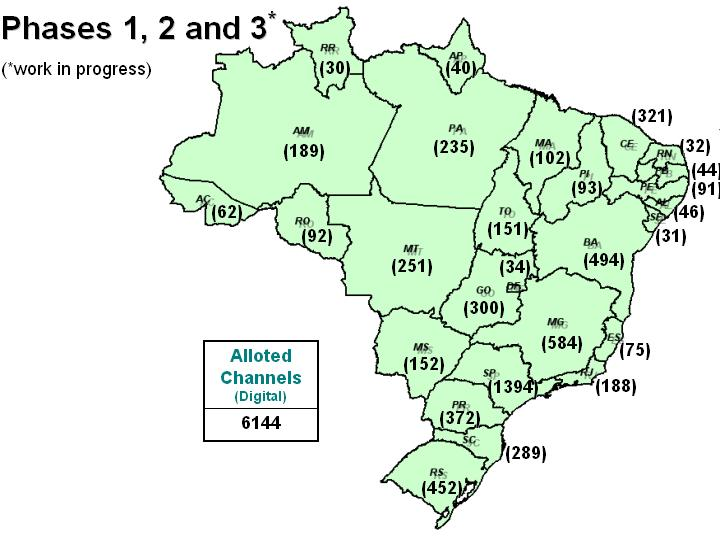 Phases 1, 2 and 3*
(*work in progress)
RR
(30)
AP
(40)
(321)
AM
(189)
PA
(235)
MA
(102)
CE
RN
(32)
PB
(44)
PI
(93)
PE
(91)
AC
(62)
AL
(46)
TO
(151)
SE
(31)
RO
(92)
BA
(494)
MT
(251)
(34)
DF
GO
(300)
MG
(584)
ES
(75)
MS
(152)
SP
(1394)
RJ
(188)
PR
(372)
SC
(289)
RS
(452)
Alloted
Channels
(Digital)
6144